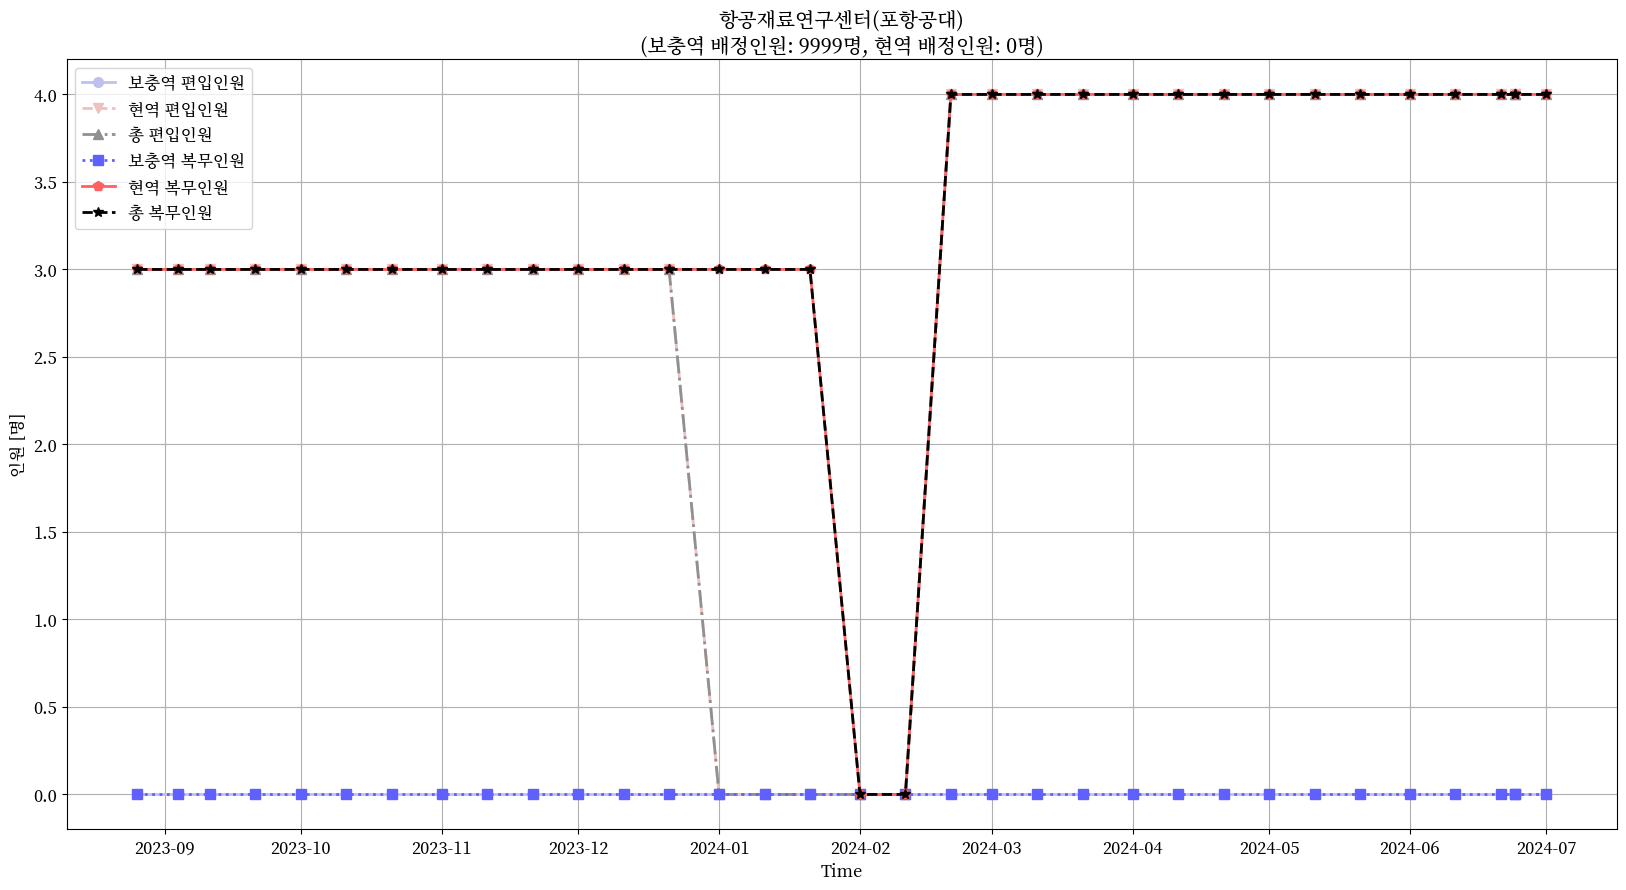 항공재료연구센터(포항공대)
(보충역 배정인원: 9999명, 현역 배정인원: 0명)
보충역 편입인원
현역 편입인원
총 편입인원
보충역 복무인원
현역 복무인원
총 복무인원
4.0
3.5
3.0
2.5
2.0
1.5
1.0
0.5
0.0
인원 [명]
2023-09
2023-10
2023-11
2023-12
2024-01
2024-02
2024-03
2024-04
2024-05
2024-06
2024-07
Time